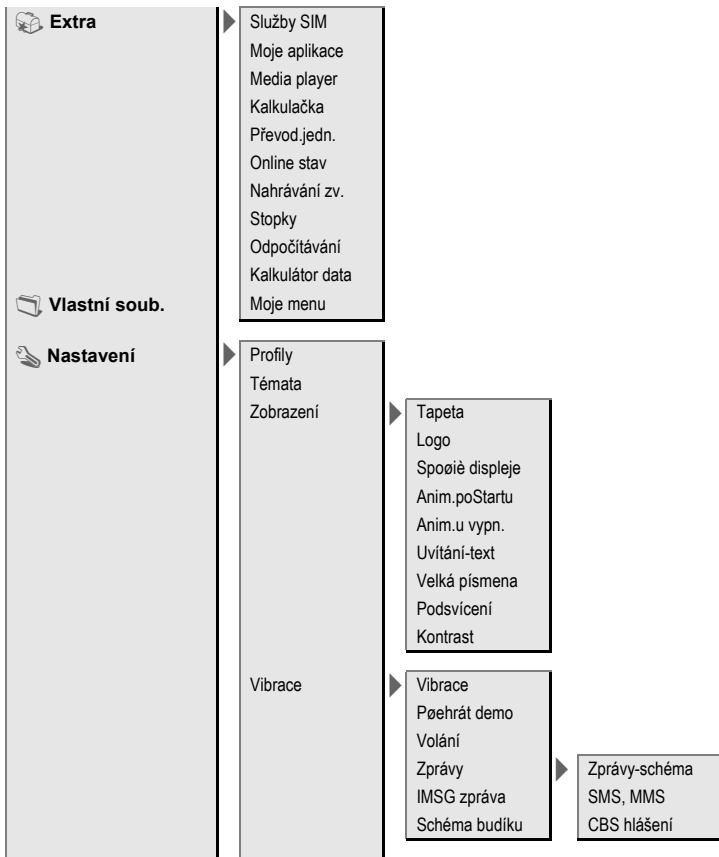 Extra
Služby SIM
Moje aplikace
Media player
Kalkulačka
Převod.jedn.
Online stav
Nahrávání zv.
Stopky
Odpočítávání
Kalkulátor data
Vlastní soub.
Moje menu
Nastavení
Profily
Témata
Zobrazení
Tapeta
Logo
Spoøiè displeje
Anim.poStartu
Anim.u vypn.
Uvítání-text
Velká písmena
Podsvícení
Kontrast
Vibrace
Vibrace
Pøehrát demo
Volání
Zprávy
Zprávy-schéma
IMSG zpráva
SMS, MMS
Schéma budíku
CBS hlášení